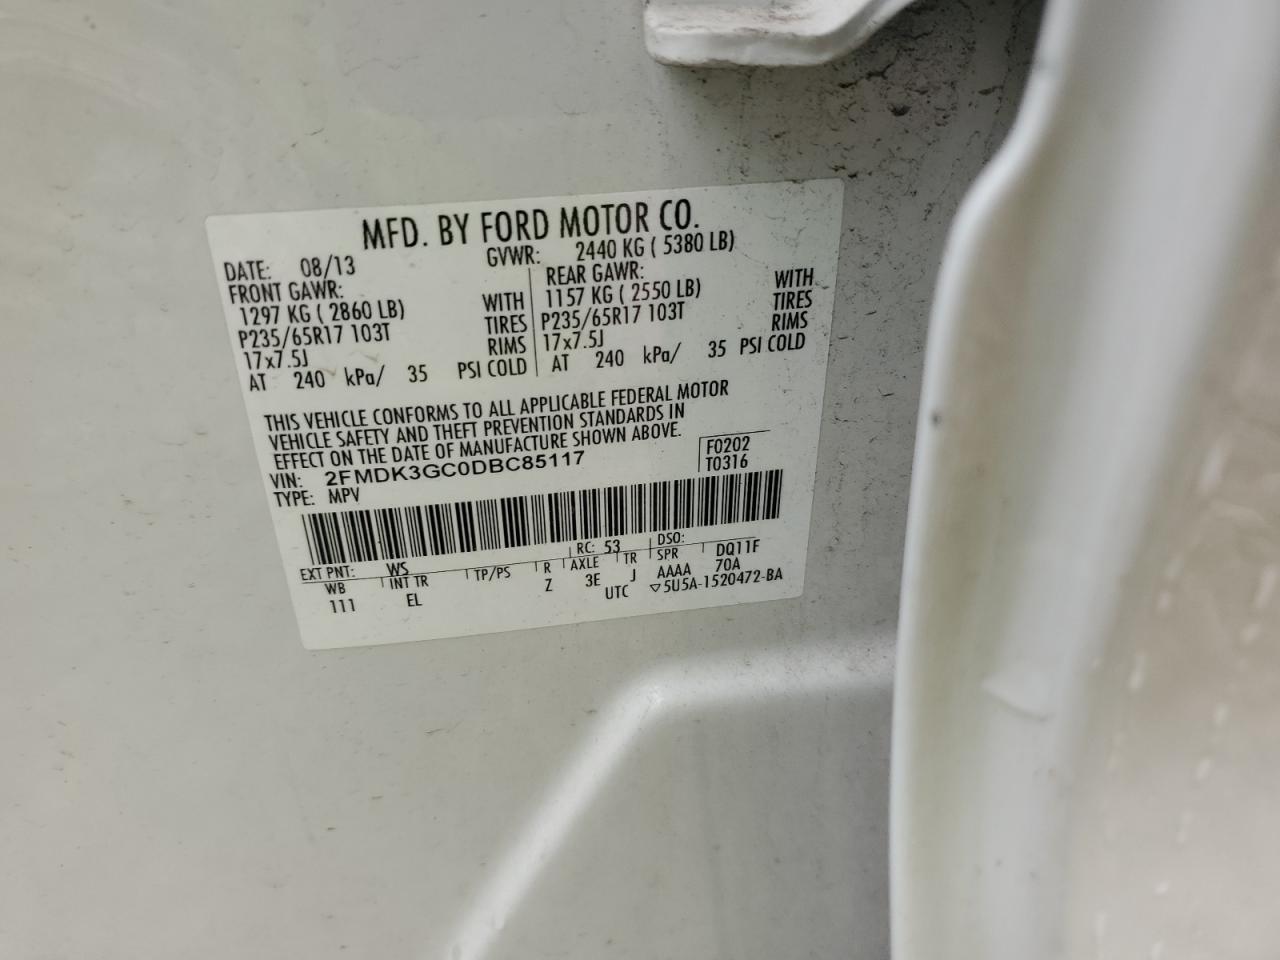 MFD. BY FORD MOTOR CO.
DATE: 08/13 GVWR: 2440 KG ( 5380 LB)
FRONT GAWR: REAR GAWR:
1297 KG ( 2860 LB) WITH 1157 KG ( 2550 LB) WITH
P235/65R17 103T TIRES P235/65R17 103T TIRES
17x7.5J RIMS 17x7.5J RIMS
AT 240 kPa/ 35 PSI COLD AT 240 kPa/ 35 PSI COLD
THIS VEHICLE CONFORMS TO ALL APPLICABLE FEDERAL MOTOR
VEHICLE SAFETY AND THEFT PREVENTION STANDARDS IN
EFFECT ON THE DATE OF MANUFACTURE SHOWN ABOVE.
VIN: 2FMDK3GC0DBC85117 F0202
TYPE: MPV T0316
EXT PNT: WS RC: 53 DSO:
WB INT TR TP/PS R AXLE TR SPR DQ11F
111 EL Z 3E J AAAA 70A
UTC ▽5U5A-1520472-BA